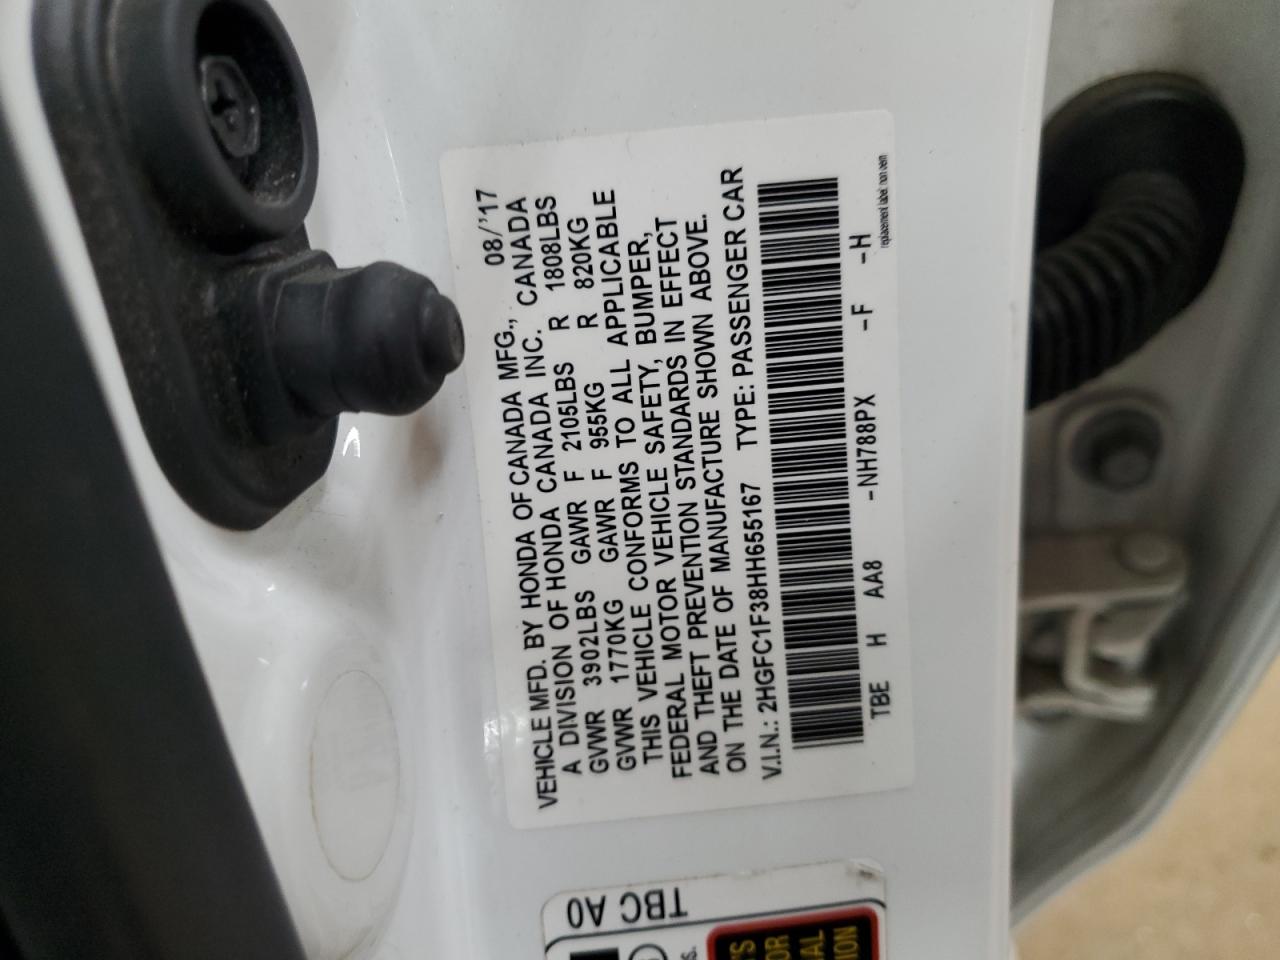 VEHICLE MFD. BY HONDA OF CANADA MFG., 08/'17
A DIVISION OF HONDA CANADA INC. CANADA
GVWR 3902LBS GAWR F 2105LBS R 1808LBS
GVWR 1770KG GAWR F 955KG R 820KG
THIS VEHICLE CONFORMS TO ALL APPLICABLE
FEDERAL MOTOR VEHICLE SAFETY, BUMPER,
AND THEFT PREVENTION STANDARDS IN EFFECT
ON THE DATE OF MANUFACTURE SHOWN ABOVE.
V.I.N.: 2HGFC1F38HH655167 TYPE: PASSENGER CAR
TBE H AA8 -NH788PX -F -H
replacement label: non
TBC A0